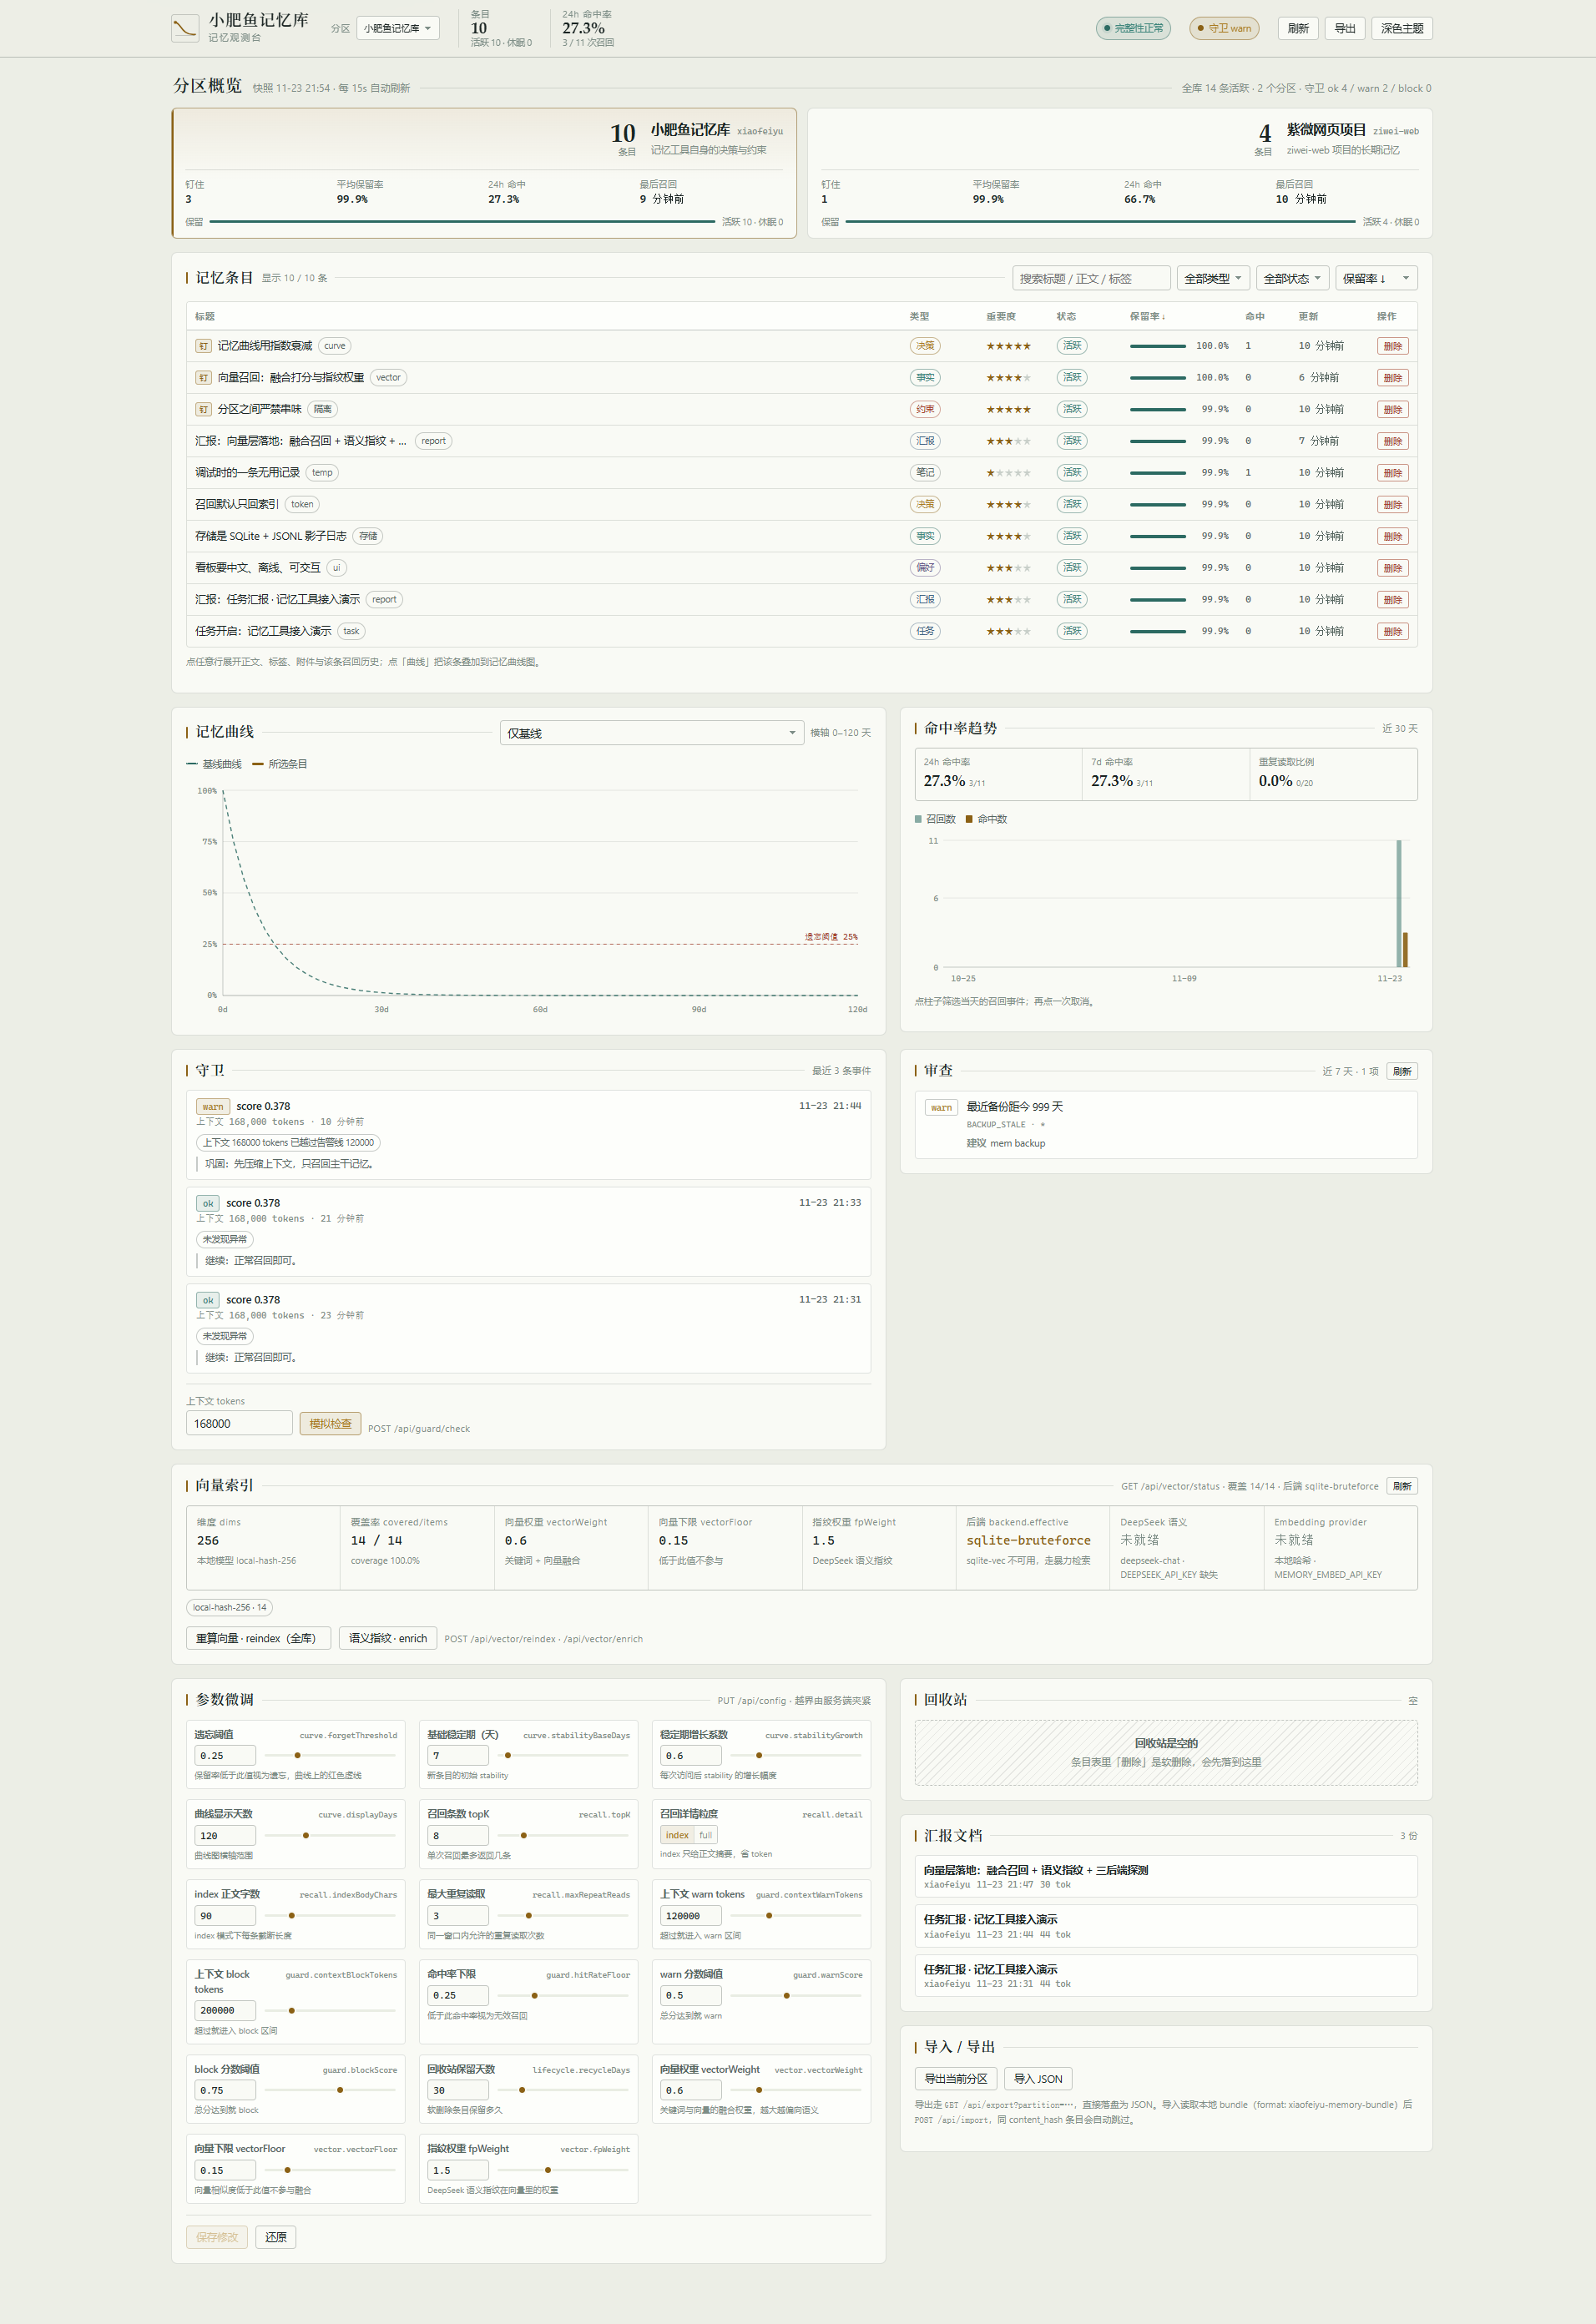 小肥鱼记忆库
记忆观测台
分区 小肥鱼记忆库
条目
10
活跃 10 · 休眠 0
24h 命中率
27.3%
3 / 11 次召回
完整性正常 守卫 warn 刷新 导出 深色主题
分区概览 快照 11-23 21:54 · 每 15s 自动刷新 全库 14 条活跃 · 2 个分区 · 守卫 ok 4 / warn 2 / block 0
10 条目 小肥鱼记忆库 xiaofeiyu
记忆工具自身的决策与约束
钉住 平均保留率 24h 命中 最后召回
3 99.9% 27.3% 9 分钟前
保留 活跃 10 · 休眠 0
4 条目 紫微网页项目 ziwei-web
ziwei-web 项目的长期记忆
钉住 平均保留率 24h 命中 最后召回
1 99.9% 66.7% 10 分钟前
保留 活跃 4 · 休眠 0
记忆条目 显示 10 / 10 条 搜索标题 / 正文 / 标签 全部类型 全部状态 保留率 ↓
标题 类型 重要度 状态 保留率 ↓ 命中 更新 操作
钉 记忆曲线用指数衰减 curve 决策 ★★★★★ 活跃 100.0% 1 10 分钟前 删除
钉 向量召回：融合打分与指纹权重 vector 事实 ★★★★★ 活跃 100.0% 0 6 分钟前 删除
钉 分区之间严禁串味 隔离 约束 ★★★★★ 活跃 99.9% 0 10 分钟前 删除
汇报：向量层落地：融合召回 + 语义指纹 + ... report 汇报 ★★★★★ 活跃 99.9% 0 7 分钟前 删除
调试时的一条无用记录 temp 笔记 ★★★★★ 活跃 99.9% 1 10 分钟前 删除
召回默认只回索引 token 决策 ★★★★★ 活跃 99.9% 0 10 分钟前 删除
存储是 SQLite + JSONL 影子日志 存储 事实 ★★★★★ 活跃 99.9% 0 10 分钟前 删除
看板要中文、离线、可交互 ui 偏好 ★★★★★ 活跃 99.9% 0 10 分钟前 删除
汇报：任务汇报 · 记忆工具接入演示 report 汇报 ★★★★★ 活跃 99.9% 0 10 分钟前 删除
任务开启：记忆工具接入演示 task 任务 ★★★★★ 活跃 99.9% 0 10 分钟前 删除
点任意行展开正文、标签、附件与该条召回历史；点「曲线」把该条叠加到记忆曲线图。
记忆曲线 仅基线 横轴 0–120 天
基线曲线 所选条目
100%
75%
50%
遗忘阈值 25%
25%
0%
0d 30d 60d 90d 120d
命中率趋势 近 30 天
24h 命中率 7d 命中率 重复读取比例
27.3% 3/11 27.3% 3/11 0.0% 0/20
召回数 命中数
11
6
0
10-25 11-09 11-23
点柱子筛选当天的召回事件；再点一次取消。
守卫 最近 3 条事件
warn score 0.378 11-23 21:44
上下文 168,000 tokens · 10 分钟前
上下文 168000 tokens 已越过告警线 120000
巩固：先压缩上下文，只召回主干记忆。
ok score 0.378 11-23 21:33
上下文 168,000 tokens · 21 分钟前
未发现异常
继续：正常召回即可。
ok score 0.378 11-23 21:31
上下文 168,000 tokens · 23 分钟前
未发现异常
继续：正常召回即可。
上下文 tokens
168000 模拟检查 POST /api/guard/check
审查 近 7 天 · 1 项 刷新
warn 最近备份距今 999 天
BACKUP_STALE · *
建议 mem backup
向量索引 GET /api/vector/status · 覆盖 14/14 · 后端 sqlite-bruteforce 刷新
维度 dims
256
本地模型 local-hash-256
覆盖率 covered/items
14 / 14
coverage 100.0%
向量权重 vectorWeight
0.6
关键词 + 向量融合
向量下限 vectorFloor
0.15
低于此值不参与
指纹权重 fpWeight
1.5
DeepSeek 语义指纹
后端 backend.effective
sqlite-bruteforce
sqlite-vec 不可用，走暴力检索
DeepSeek 语义
未就绪
deepseek-chat ·
DEEPSEEK_API_KEY 缺失
Embedding provider
未就绪
本地哈希 ·
MEMORY_EMBED_API_KEY
local-hash-256 · 14
重算向量 · reindex（全库） 语义指纹 · enrich POST /api/vector/reindex · /api/vector/enrich
参数微调 PUT /api/config · 越界由服务端夹紧
遗忘阈值 curve.forgetThreshold
0.25
保留率低于此值视为遗忘，曲线上的红色虚线
基础稳定期（天） curve.stabilityBaseDays
7
新条目的初始 stability
稳定期增长系数 curve.stabilityGrowth
0.6
每次访问后 stability 的增长幅度
曲线显示天数 curve.displayDays
120
曲线图横轴范围
召回条数 topK recall.topK
8
单次召回最多返回几条
召回详情粒度 recall.detail
index full
index 只给正文摘要，省 token
index 正文字数 recall.indexBodyChars
90
index 模式下每条截断长度
最大重复读取 recall.maxRepeatReads
3
同一窗口内允许的重复读取次数
上下文 warn tokens guard.contextWarnTokens
120000
超过就进入 warn 区间
上下文 block tokens guard.contextBlockTokens
200000
超过就进入 block 区间
命中率下限 guard.hitRateFloor
0.25
低于此命中率视为无效召回
warn 分数阈值 guard.warnScore
0.5
总分达到就 warn
block 分数阈值 guard.blockScore
0.75
总分达到就 block
回收站保留天数 lifecycle.recycleDays
30
软删除条目保留多久
向量权重 vectorWeight vector.vectorWeight
0.6
关键词与向量的融合权重，越大越偏向语义
向量下限 vectorFloor vector.vectorFloor
0.15
向量相似度低于此值不参与融合
指纹权重 fpWeight vector.fpWeight
1.5
DeepSeek 语义指纹在向量里的权重
保存修改 还原
回收站 空
回收站是空的
条目表里「删除」是软删除，会先落到这里
汇报文档 3 份
向量层落地：融合召回 + 语义指纹 + 三后端探测
xiaofeiyu 11-23 21:47 30 tok
任务汇报 · 记忆工具接入演示
xiaofeiyu 11-23 21:44 44 tok
任务汇报 · 记忆工具接入演示
xiaofeiyu 11-23 21:31 44 tok
导入 / 导出
导出当前分区 导入 JSON
导出走 GET /api/export?partition=…，直接落盘为 JSON。导入读取本地 bundle（format: xiaofeiyu-memory-bundle）后
POST /api/import，同 content_hash 条目会自动跳过。